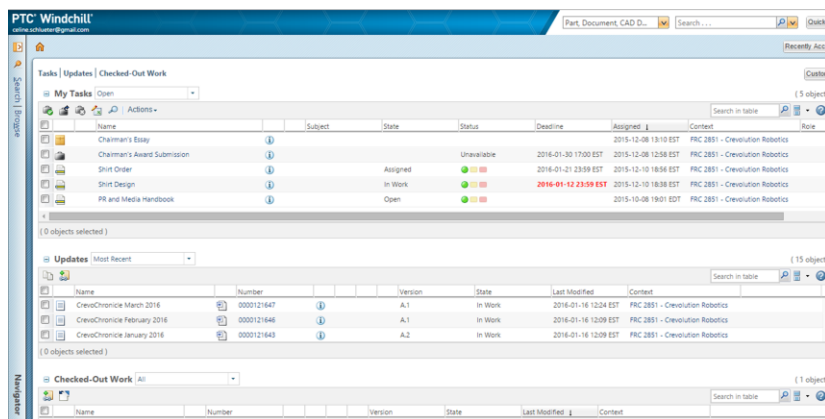 PTC® Windchill®
celine.schlueter@gmail.com
Part, Document, CAD D...
Search . . .
Quick
Recently Acc
Search | Browse
Tasks | Updates | Checked-Out Work
Custo
My Tasks Open
( 5 object
Actions
Search in table
Name Subject State Status Deadline Assigned Context Role
Chairman's Essay 2015-12-08 13:10 EST FRC 2851 - Crevolution Robotics
Chairman's Award Submission Unavailable 2016-01-30 17:00 EST 2015-12-08 12:58 EST FRC 2851 - Crevolution Robotics
Shirt Order Assigned 2016-01-21 23:59 EST 2015-12-10 18:56 EST FRC 2851 - Crevolution Robotics
Shirt Design In Work 2016-01-12 23:59 EST 2015-12-10 18:38 EST FRC 2851 - Crevolution Robotics
PR and Media Handbook Open 2015-10-08 19:01 EDT FRC 2851 - Crevolution Robotics
( 0 objects selected )
Updates Most Recent
( 15 object
Search in table
Name Number Version State Last Modified Context
CrevoChronicle March 2016 0000121647 A.1 In Work 2016-01-16 12:24 EST FRC 2851 - Crevolution Robotics
CrevoChronicle February 2016 0000121646 A.1 In Work 2016-01-16 12:09 EST FRC 2851 - Crevolution Robotics
CrevoChronicle January 2016 0000121643 A.2 In Work 2016-01-16 12:09 EST FRC 2851 - Crevolution Robotics
( 0 objects selected )
Navigator
Checked-Out Work All
( 1 object
Search in table
Name Number Version State Last Modified Context